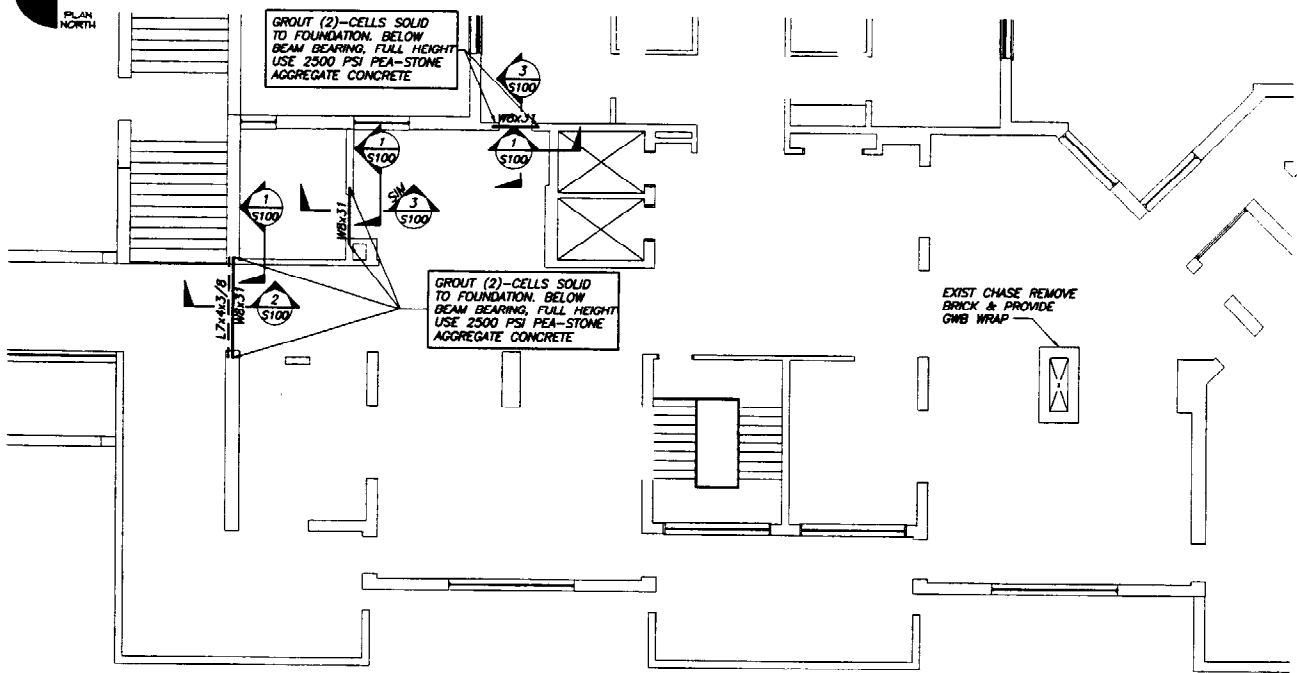 PLAN
NORTH
GROUT (2)-CELLS SOLID
TO FOUNDATION. BELOW
BEAM BEARING, FULL HEIGHT
USE 2500 PSI PEA-STONE
AGGREGATE CONCRETE
3
S100
W8x31
1
S100
1
S100
SIM
3
S100
1
S100
W8x31
L7x4x3/8
W8x31
2
S100
GROUT (2)-CELLS SOLID
TO FOUNDATION. BELOW
BEAM BEARING, FULL HEIGHT
USE 2500 PSI PEA-STONE
AGGREGATE CONCRETE
EXIST CHASE REMOVE
BRICK & PROVIDE
GWB WRAP